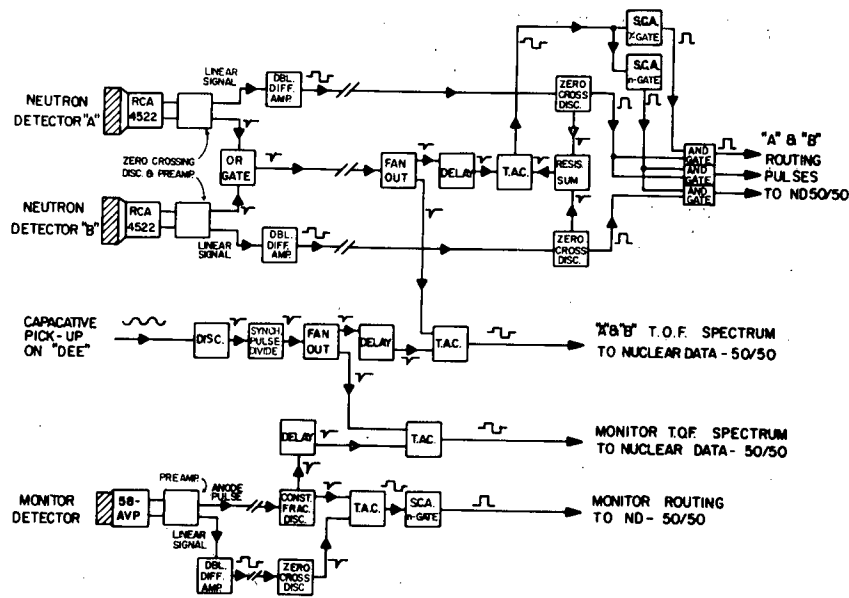 S.C.A.
γ-GATE
LINEAR
SIGNAL
DBL.
DIFF.
AMP.
S.C.A.
n-GATE
NEUTRON
DETECTOR "A"
RCA
4522
ZERO
CROSS
DISC.
"A" & "B"
ROUTING
PULSES
TO ND50/50
ZERO CROSSING
DISC. & PREAMP.
OR
GATE
FAN
OUT
DELAY
T.A.C.
RESIS.
SUM
AND
GATE
AND
GATE
AND
GATE
NEUTRON
DETECTOR "B"
RCA
4522
LINEAR
SIGNAL
DBL.
DIFF.
AMP.
ZERO
CROSS
DISC.
CAPACATIVE
PICK-UP
ON "DEE"
DISC.
SYNCH.
PULSE
DIVIDE
FAN
OUT
DELAY
T.A.C.
"A"&"B" T.O.F. SPECTRUM
TO NUCLEAR DATA - 50/50
DELAY
T.AC.
MONITOR T.O.F. SPECTRUM
TO NUCLEAR DATA - 50/50
MONITOR
DETECTOR
58-
AVP
PREAMP.
ANODE
PULSE
CONST.
FRAC.
DISC.
T.A.C.
S.C.A.
n-GATE
MONITOR ROUTING
TO ND - 50/50
LINEAR
SIGNAL
DBL.
DIFF.
AMP.
ZERO
CROSS
DISC